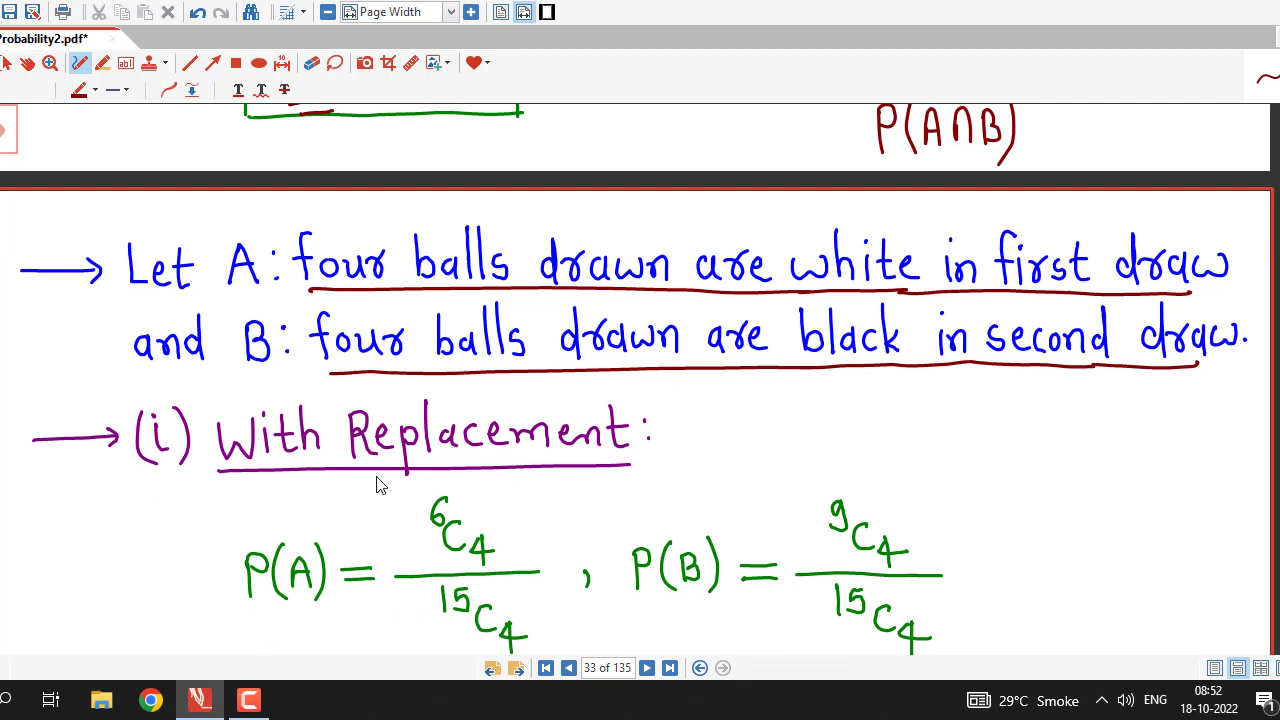 Page Width
Probability2.pdf*
P(A∩B)
→ Let A: four balls drawn are white in first draw
and B: four balls drawn are black in second draw.
→ (i) With Replacement:
P(A) = ⁶C₄ / ¹⁵C₄ , P(B) = ⁹C₄ / ¹⁵C₄
33 of 135
29°C Smoke ENG 08:52
18-10-2022